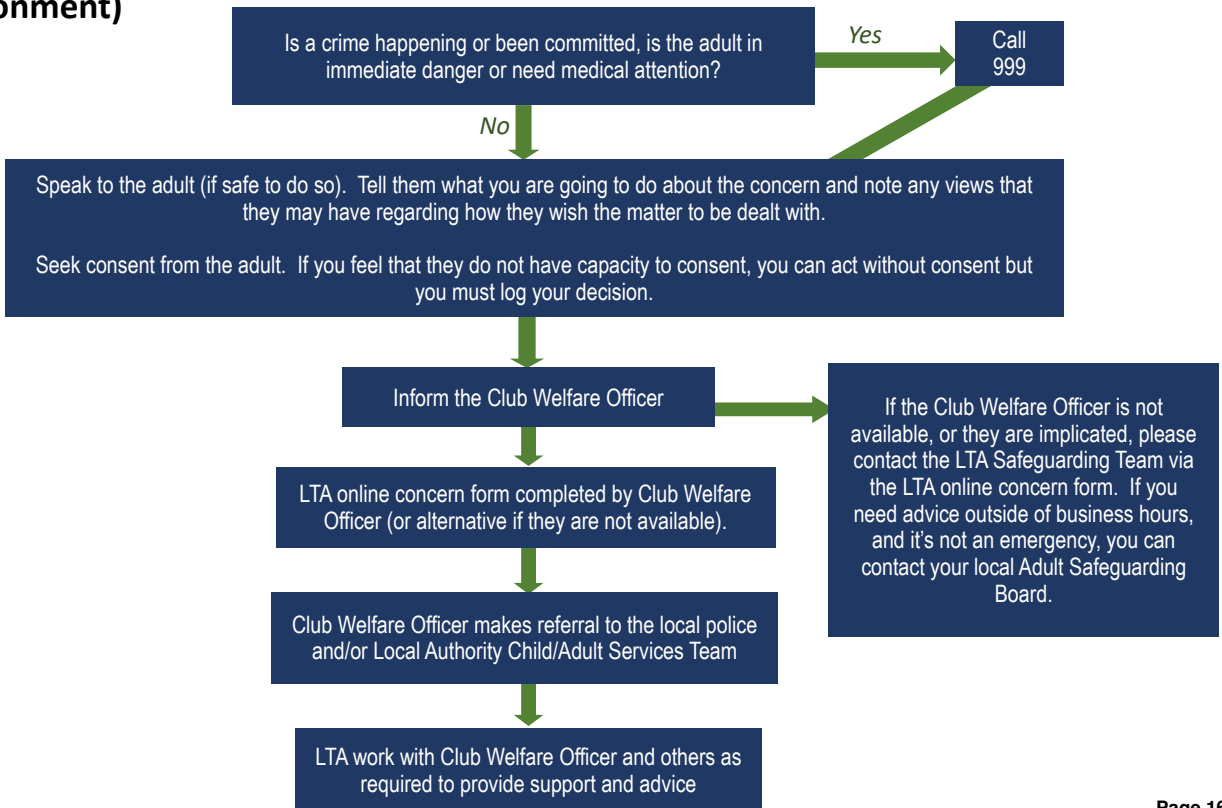 onment)
Is a crime happening or been committed, is the adult in
immediate danger or need medical attention?
Yes
Call
999
No
Speak to the adult (if safe to do so).  Tell them what you are going to do about the concern and note any views that
they may have regarding how they wish the matter to be dealt with.
Seek consent from the adult.  If you feel that they do not have capacity to consent, you can act without consent but
you must log your decision.
Inform the Club Welfare Officer
If the Club Welfare Officer is not
available, or they are implicated, please
contact the LTA Safeguarding Team via
the LTA online concern form.  If you
need advice outside of business hours,
and it's not an emergency, you can
contact your local Adult Safeguarding
Board.
LTA online concern form completed by Club Welfare
Officer (or alternative if they are not available).
Club Welfare Officer makes referral to the local police
and/or Local Authority Child/Adult Services Team
LTA work with Club Welfare Officer and others as
required to provide support and advice
Page 16